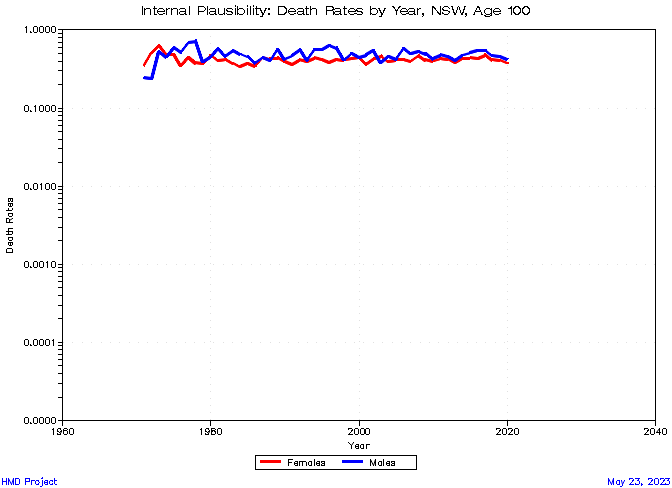 Internal Plausibility: Death Rates by Year, NSW, Age 100
1.0000
0.1000
0.0100
0.0010
0.0001
0.0000
Death Rates
1960
1980
2000
2020
2040
Year
Females
Males
HMD Project
May 23, 2023